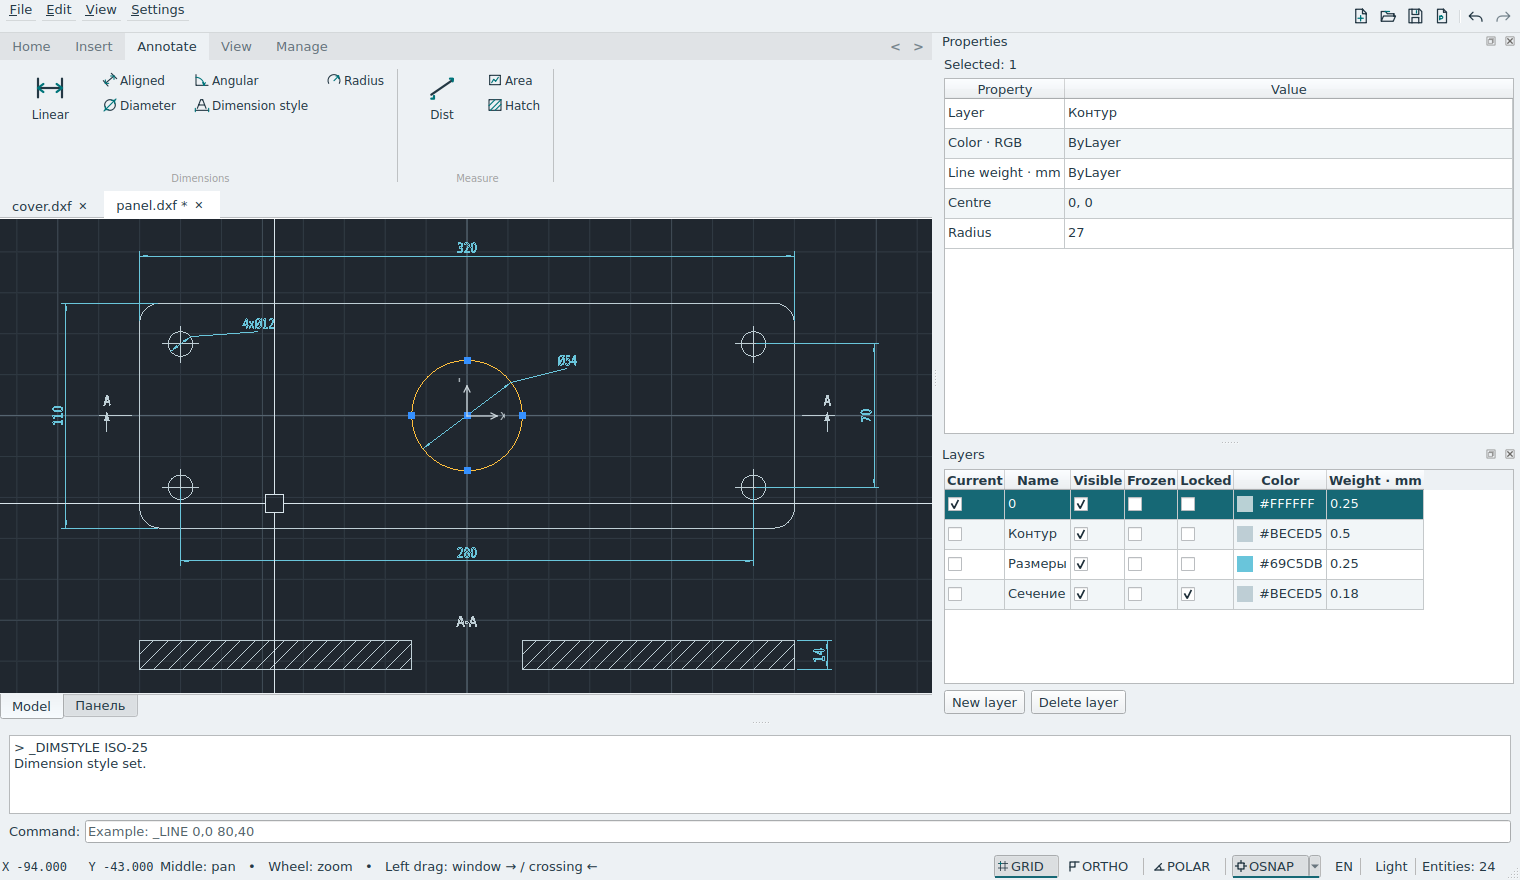 File Edit View Settings
Home Insert Annotate View Manage < >
Linear
Aligned Angular Radius
Diameter Dimension style
Dimensions
Dist
Area
Hatch
Measure
cover.dxf × panel.dxf * ×
320
4xØ12
Ø54
110
A
A
70
X
280
A-A
14
Model Панель
Properties
Selected: 1
Property Value
Layer Контур
Color · RGB ByLayer
Line weight · mm ByLayer
Centre 0, 0
Radius 27
Layers
Current Name Visible Frozen Locked Color Weight · mm
0 #FFFFFF 0.25
Контур #BECED5 0.5
Размеры #69C5DB 0.25
Сечение #BECED5 0.18
New layer Delete layer
> _DIMSTYLE ISO-25
Dimension style set.
Command: Example: _LINE 0,0 80,40
X -94.000 Y -43.000 Middle: pan • Wheel: zoom • Left drag: window → / crossing ←
GRID ORTHO POLAR OSNAP EN Light Entities: 24